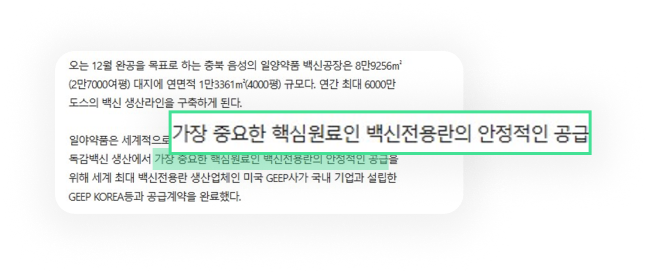 오는 12월 완공을 목표로 하는 충북 음성의 일양약품 백신공장은 8만9256㎡
(2만7000여평) 대지에 연면적 1만3361㎡(4000평) 규모다. 연간 최대 6000만
도스의 백신 생산라인을 구축하게 된다.
가장 중요한 핵심원료인 백신전용란의 안정적인 공급
일야약품은 세계적으로
독감백신 생산에서 가장 중요한 핵심원료인 백신전용란의 안정적인 공급을
위해 세계 최대 백신전용란 생산업체인 미국 GEEP사가 국내 기업과 설립한
GEEP KOREA등과 공급계약을 완료했다.